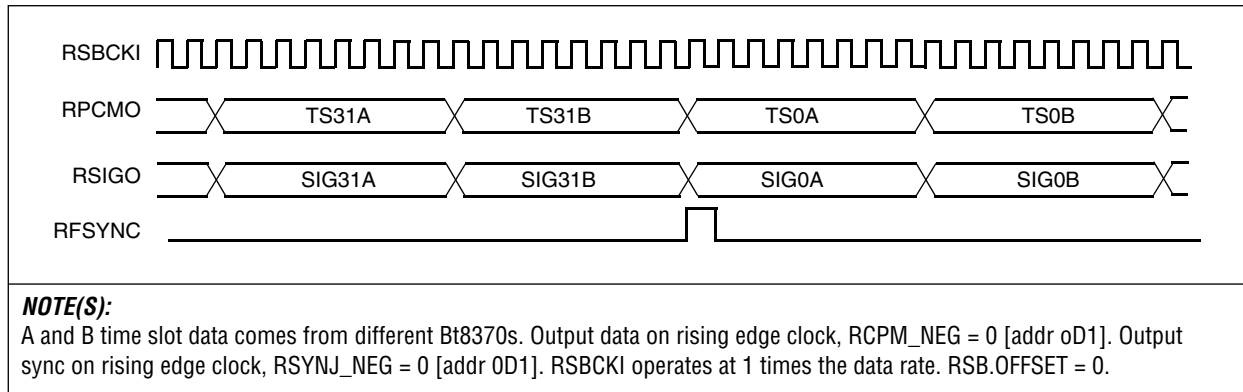 RSBCKI
RPCMO TS31A TS31B TS0A TS0B
RSIGO SIG31A SIG31B SIG0A SIG0B
RFSYNC
NOTE(S):
A and B time slot data comes from different Bt8370s. Output data on rising edge clock, RCPM_NEG = 0 [addr oD1]. Output
sync on rising edge clock, RSYNJ_NEG = 0 [addr 0D1]. RSBCKI operates at 1 times the data rate. RSB.OFFSET = 0.